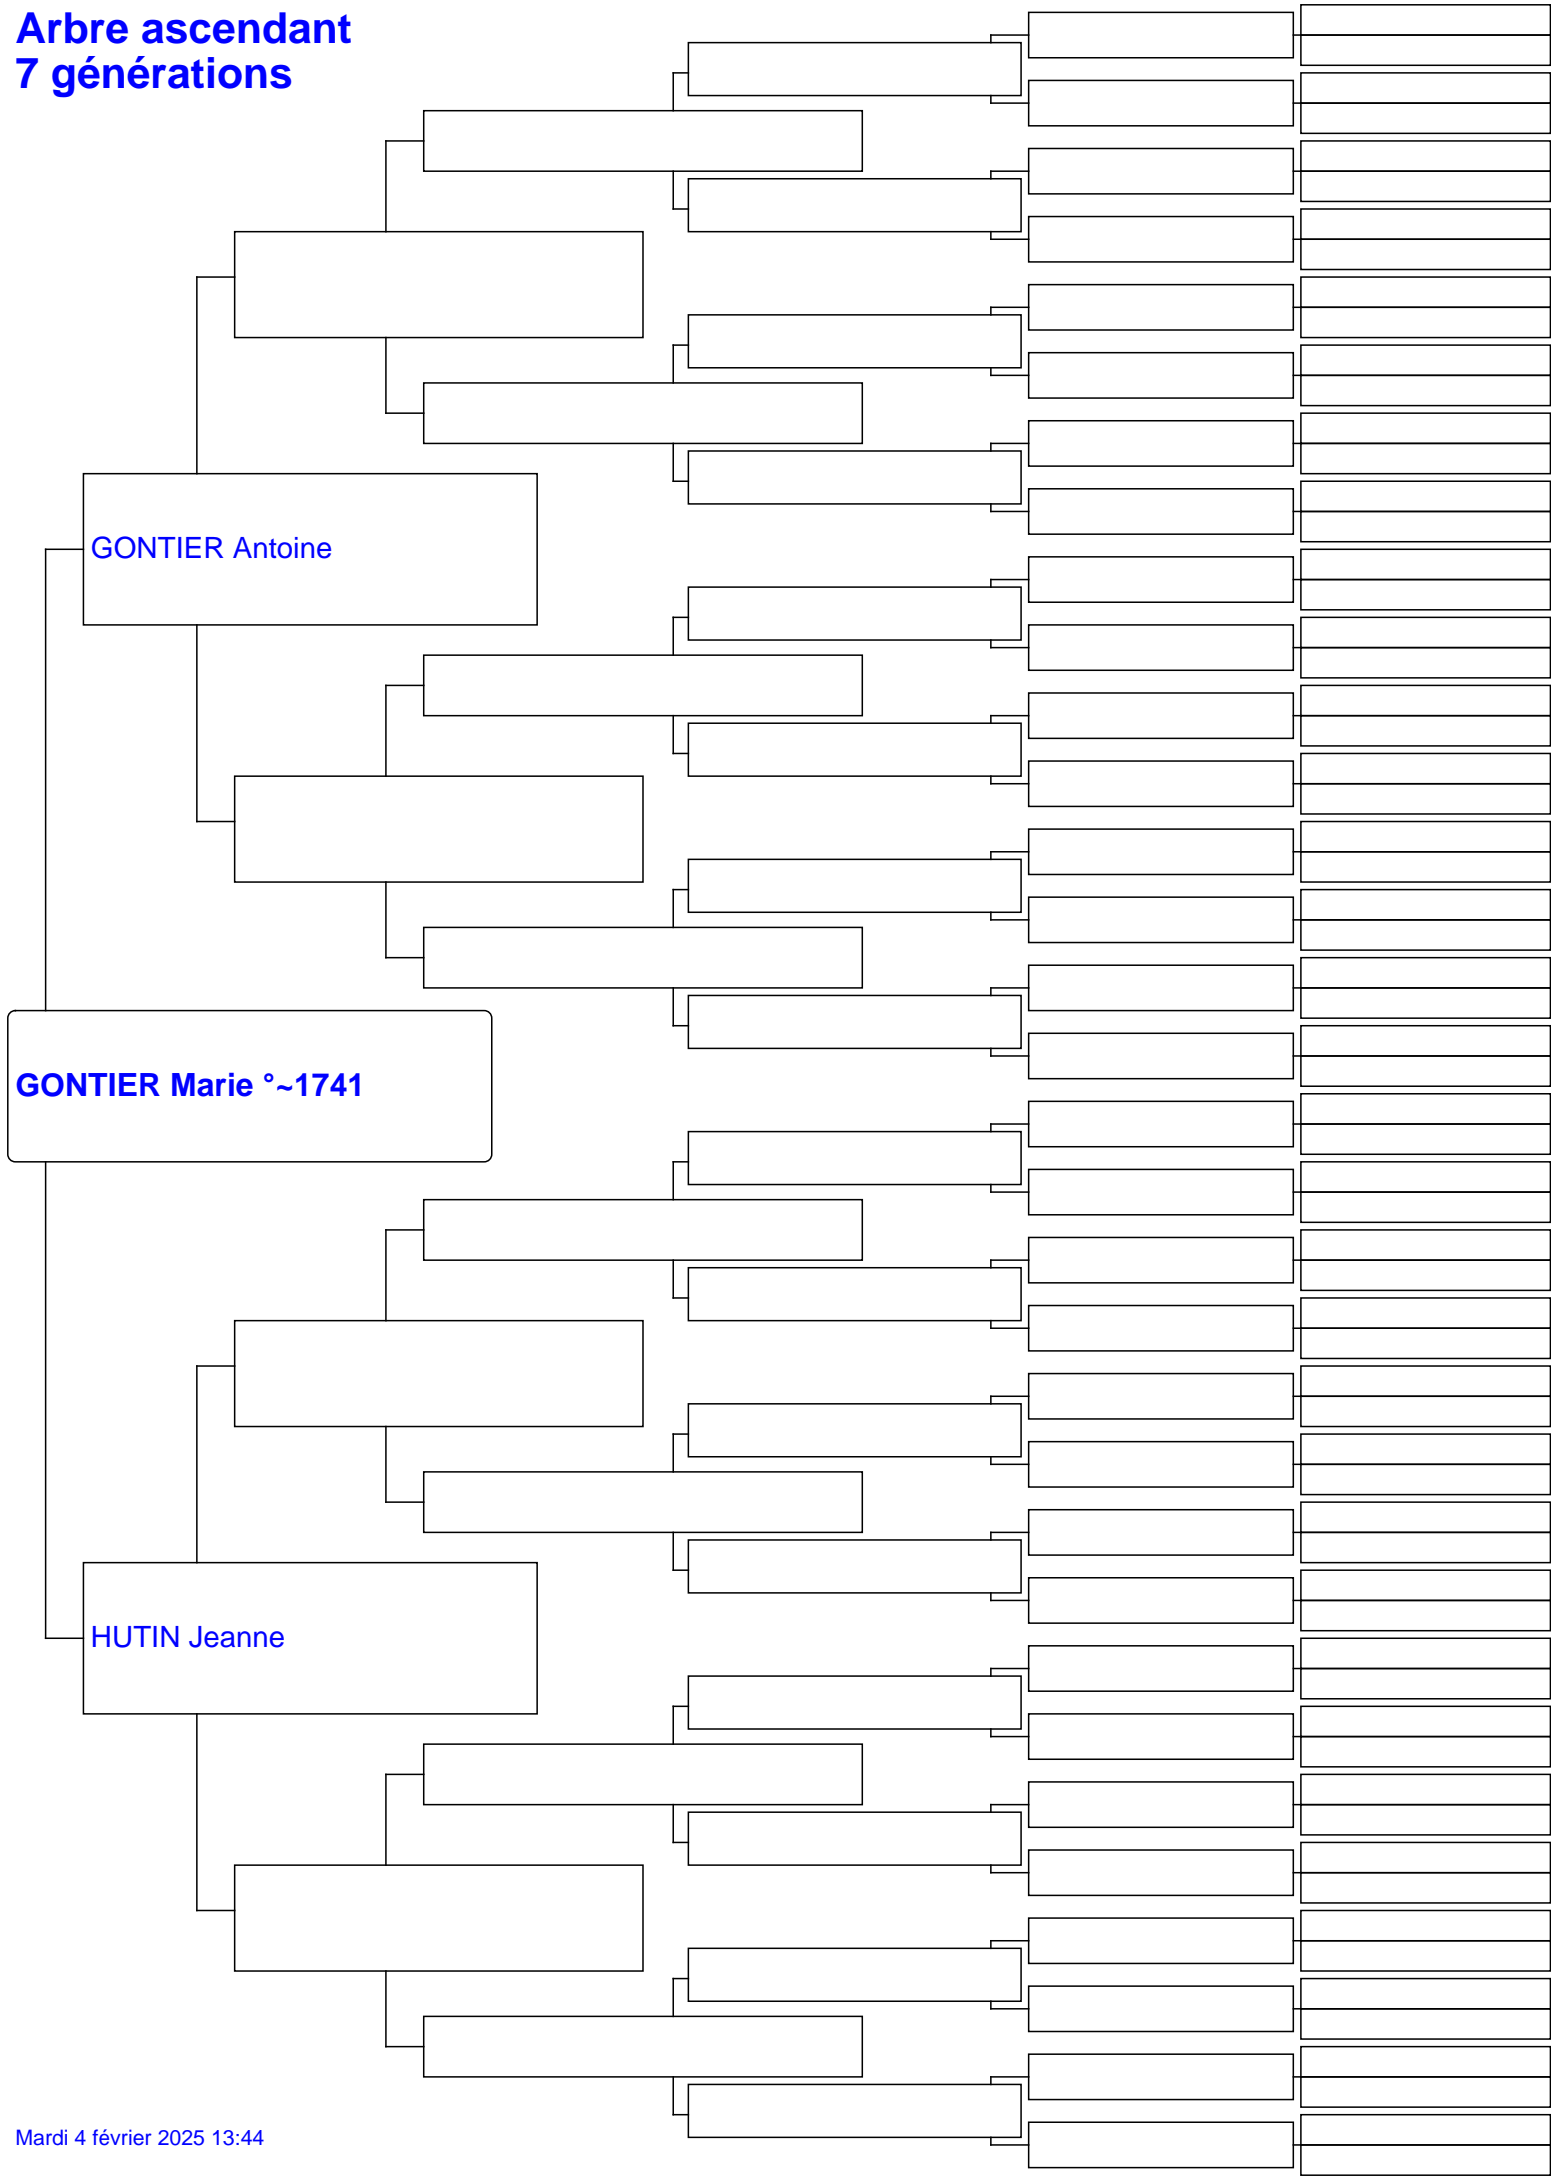 Arbre ascendant
7 générations
GONTIER Antoine
GONTIER Marie °~1741
HUTIN Jeanne
Mardi 4 février 2025 13:44